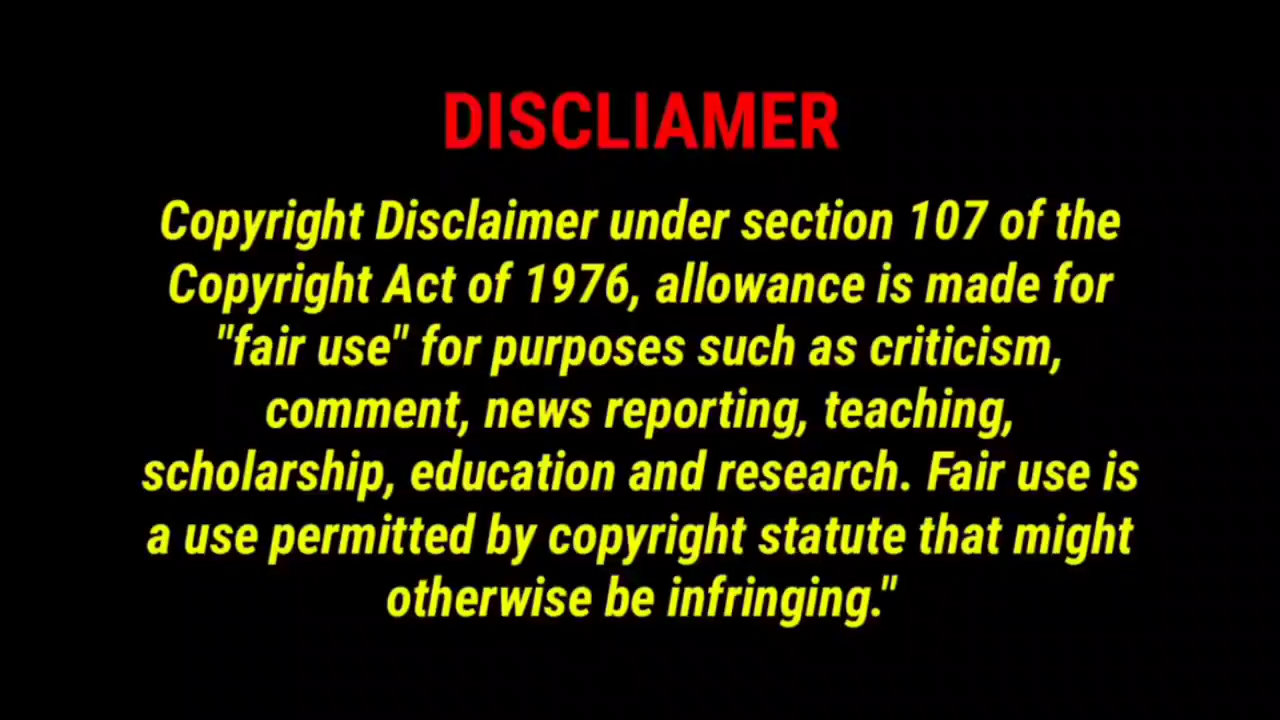 DISCLIAMER
Copyright Disclaimer under section 107 of the
Copyright Act of 1976, allowance is made for
"fair use" for purposes such as criticism,
comment, news reporting, teaching,
scholarship, education and research. Fair use is
a use permitted by copyright statute that might
otherwise be infringing."